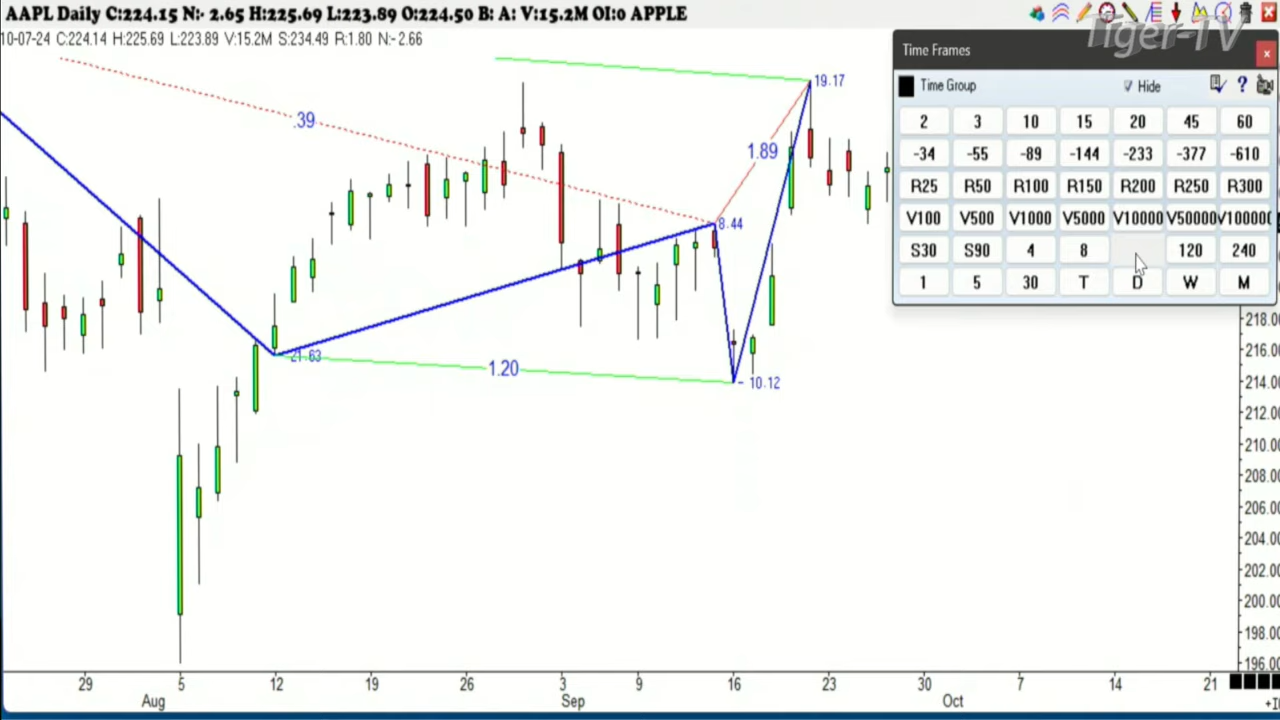 AAPL Daily C:224.15 N:- 2.65 H:225.69 L:223.89 O:224.50 B: A: V:15.2M OI:0 APPLE
10-07-24 C:224.14 H:225.69 L:223.89 V:15.2M S:234.49 R:1.80 N:-2.66
Tiger-TV
Time Frames
Time Group Hide
2 3 10 15 20 45 60
-34 -55 -89 -144 -233 -377 -610
R25 R50 R100 R150 R200 R250 R300
V100 V500 V1000 V5000 V10000 V50000 V100000
S30 S90 4 8 120 240
1 5 30 T D W M
19.17
.39
1.89
8.44
21.63
1.20
- 10.12
218.00
216.00
214.00
212.00
210.00
208.00
206.00
204.00
202.00
200.00
198.00
196.00
29 5 12 19 26 3 9 16 23 30 7 14 21
Aug Sep Oct